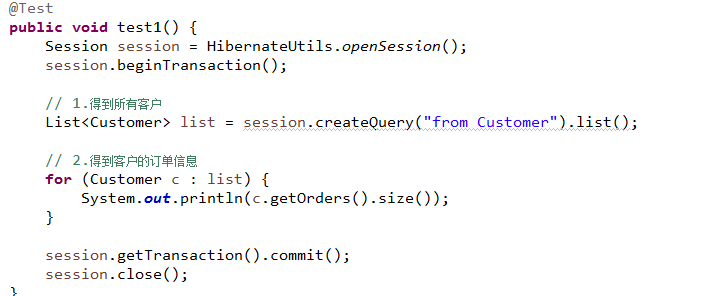 @Test
public void test1() {
    Session session = HibernateUtils.openSession();
    session.beginTransaction();
    // 1.得到所有客户
    List<Customer> list = session.createQuery("from Customer").list();
    // 2.得到客户的订单信息
    for (Customer c : list) {
        System.out.println(c.getOrders().size());
    }
    session.getTransaction().commit();
    session.close();
}